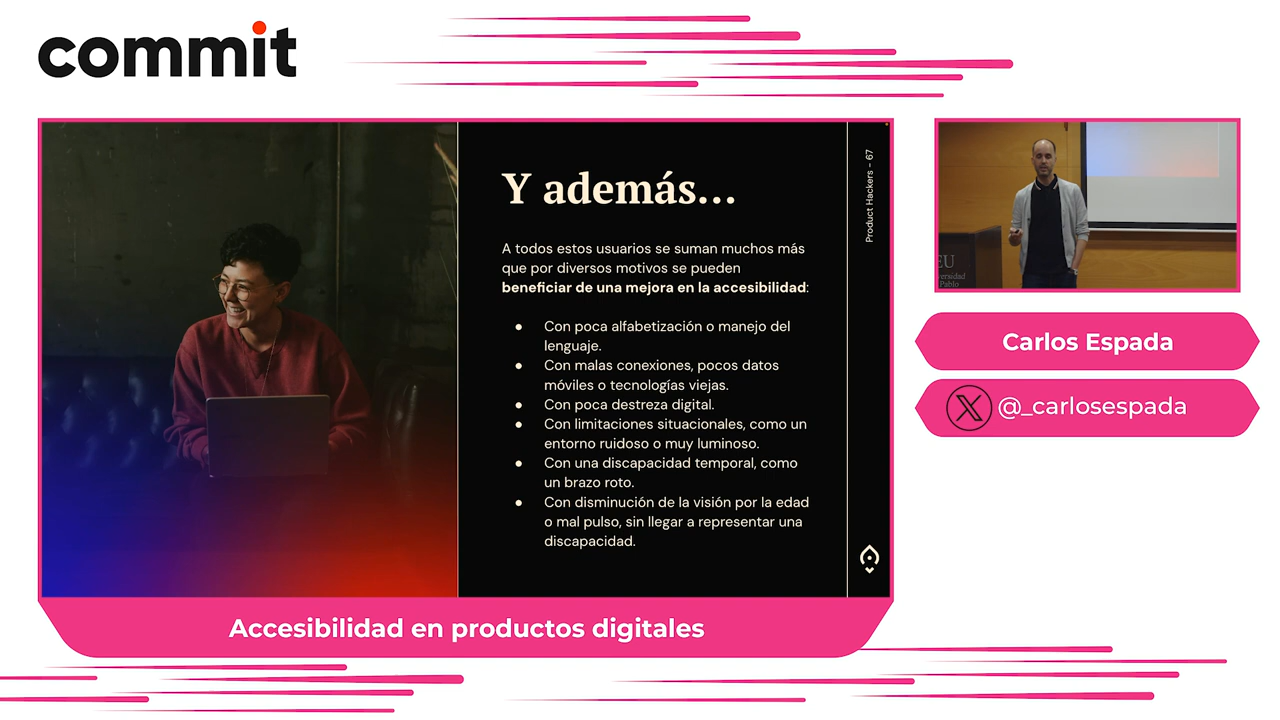 commit
Y además...
A todos estos usuarios se suman muchos más
que por diversos motivos se pueden
beneficiar de una mejora en la accesibilidad:
● Con poca alfabetización o manejo del
lenguaje.
● Con malas conexiones, pocos datos
móviles o tecnologías viejas.
● Con poca destreza digital.
● Con limitaciones situacionales, como un
entorno ruidoso o muy luminoso.
● Con una discapacidad temporal, como
un brazo roto.
● Con disminución de la visión por la edad
o mal pulso, sin llegar a representar una
discapacidad.
Product Hackers - 67
Accesibilidad en productos digitales
EU
Pablo
Carlos Espada
@_carlosespada